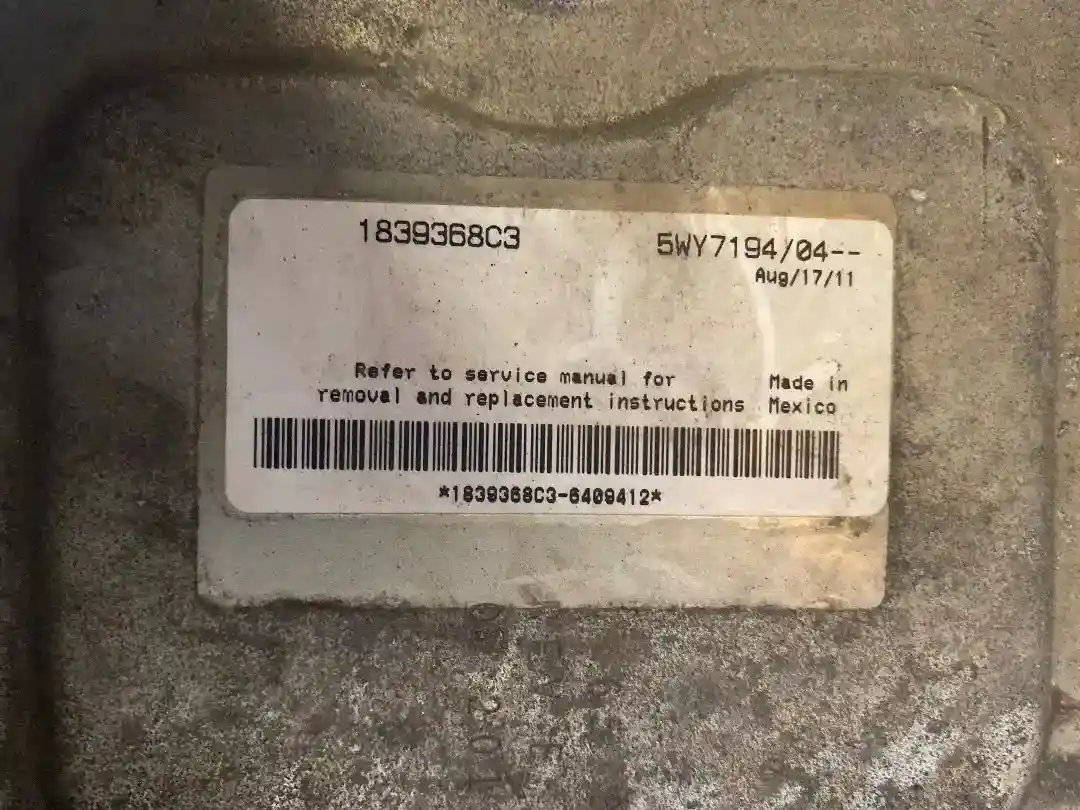 1839368C3
5WY7194/04--
Aug/17/11
Refer to service manual for
removal and replacement instructions
Made in
Mexico
*1839368C3-6409412*